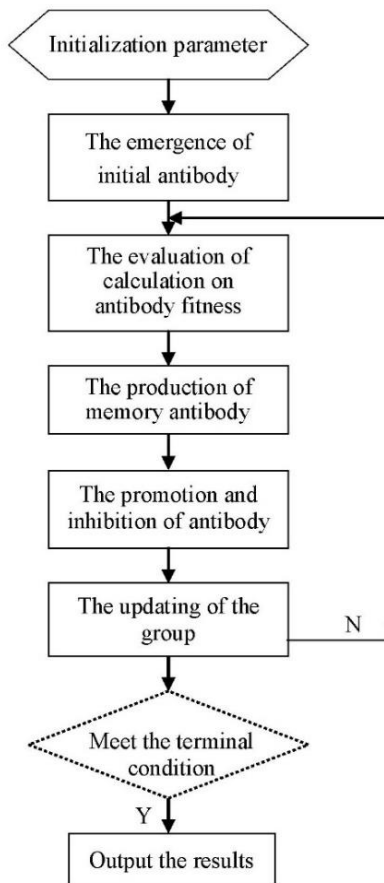 Initialization parameter
The emergence of
initial antibody
The evaluation of
calculation on
antibody fitness
The production of
memory antibody
The promotion and
inhibition of antibody
The updating of the
group
N
Meet the terminal
condition
Y
Output the results